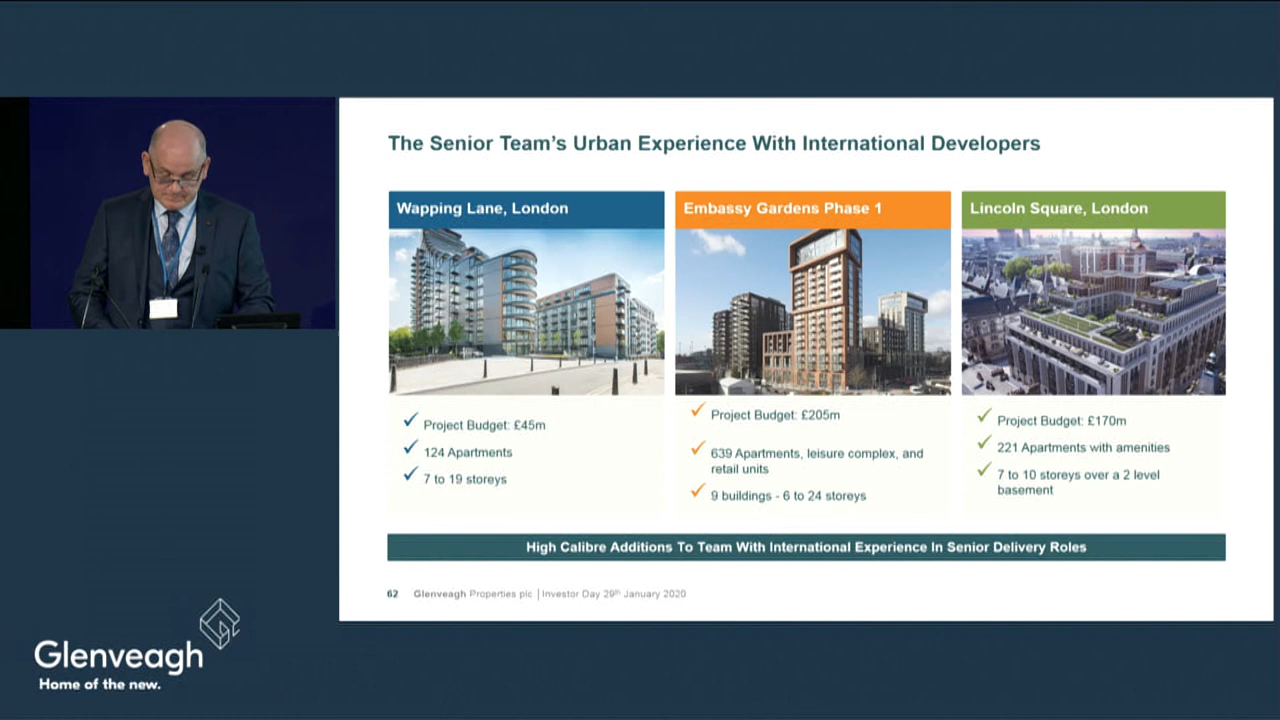 The Senior Team's Urban Experience With International Developers
Wapping Lane, London
Project Budget: £45m
124 Apartments
7 to 19 storeys
Embassy Gardens Phase 1
Project Budget: £205m
639 Apartments, leisure complex, and
retail units
9 buildings - 6 to 24 storeys
Lincoln Square, London
Project Budget: £170m
221 Apartments with amenities
7 to 10 storeys over a 2 level
basement
High Calibre Additions To Team With International Experience In Senior Delivery Roles
62 Glenveagh Properties plc | Investor Day 29th January 2020
Glenveagh
Home of the new.